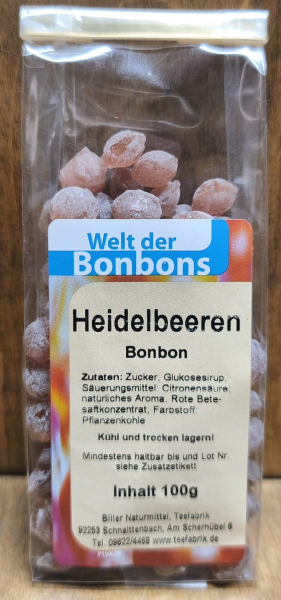 Welt der
Bonbons
Heidelbeeren
Bonbon
Zutaten: Zucker, Glukosesirup,
Säuerungsmittel: Citronensäure,
natürliches Aroma, Rote Bete-
saftkonzentrat, Farbstoff:
Pflanzenkohle
Kühl und trocken lagern!
Mindestens haltbar bis und Lot Nr.
siehe Zusatzetikett
Inhalt 100g
Biller Naturmittel, Teefabrik
92253 Schnaittenbach, Am Scherhübel 6
Tel. 09622/4468 www.teefabrik.de